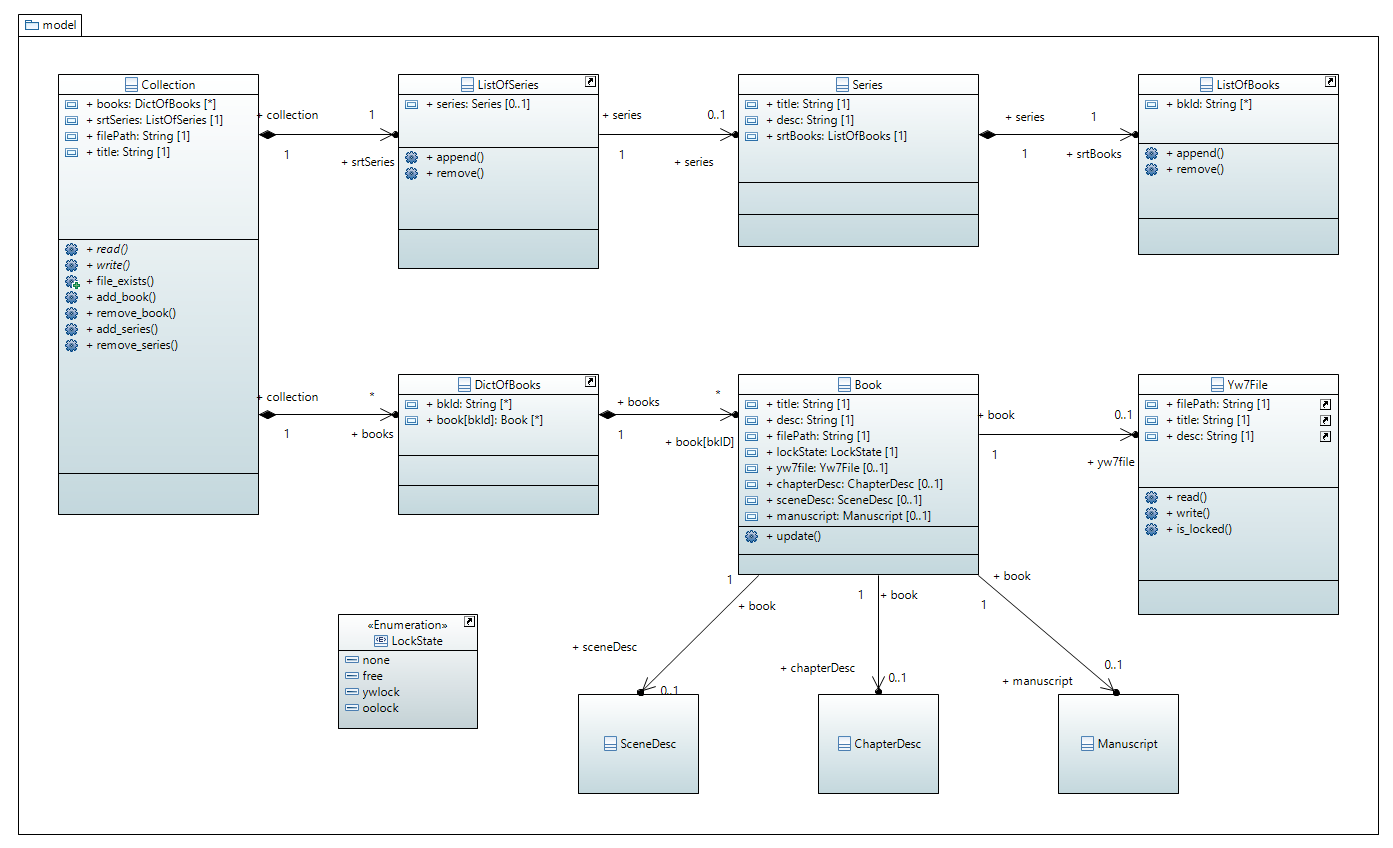 model
Collection
+ books: DictOfBooks [*]
+ srtSeries: ListOfSeries [1]
+ filePath: String [1]
+ title: String [1]
+ read()
+ write()
+ file_exists()
+ add_book()
+ remove_book()
+ add_series()
+ remove_series()
+ collection
1
1
+ srtSeries
ListOfSeries
+ series: Series [0..1]
+ append()
+ remove()
+ series
0..1
1
+ series
Series
+ title: String [1]
+ desc: String [1]
+ srtBooks: ListOfBooks [1]
+ series
1
1
+ srtBooks
ListOfBooks
+ bkId: String [*]
+ append()
+ remove()
+ collection
*
1
+ books
DictOfBooks
+ bkId: String [*]
+ book[bkId]: Book [*]
+ books
*
1
+ book[bkID]
Book
+ title: String [1]
+ desc: String [1]
+ filePath: String [1]
+ lockState: LockState [1]
+ yw7file: Yw7File [0..1]
+ chapterDesc: ChapterDesc [0..1]
+ sceneDesc: SceneDesc [0..1]
+ manuscript: Manuscript [0..1]
+ update()
+ book
0..1
1
+ yw7file
Yw7File
+ filePath: String [1]
+ title: String [1]
+ desc: String [1]
+ read()
+ write()
+ is_locked()
1
+ book
+ sceneDesc
0..1
1
+ book
+ chapterDesc
0..1
+ book
1
0..1
+ manuscript
«Enumeration»
LockState
none
free
ywlock
oolock
SceneDesc
ChapterDesc
Manuscript